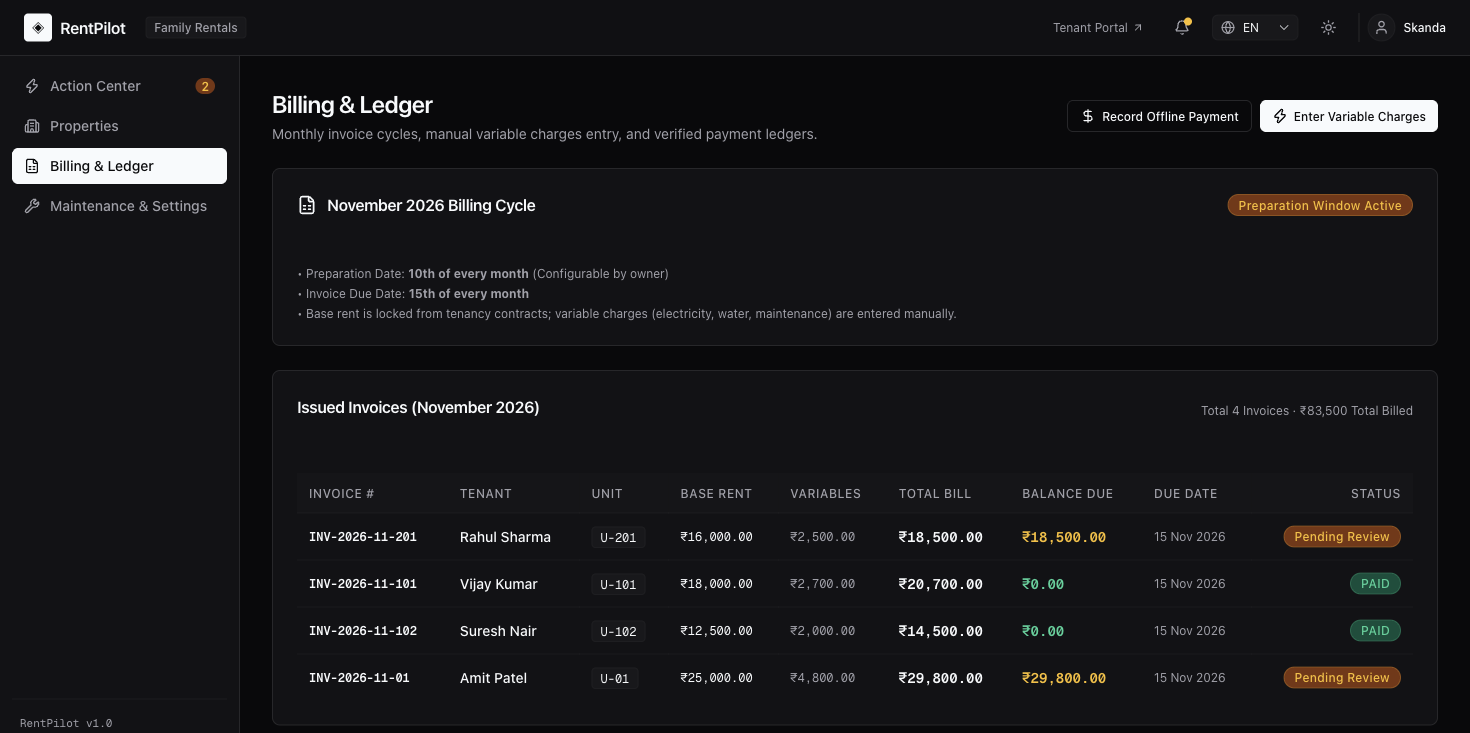 RentPilot
Family Rentals
Tenant Portal ↗
EN
Skanda
Action Center
2
Properties
Billing & Ledger
Maintenance & Settings
RentPilot v1.0
Billing & Ledger
Monthly invoice cycles, manual variable charges entry, and verified payment ledgers.
$ Record Offline Payment
Enter Variable Charges
November 2026 Billing Cycle
Preparation Window Active
• Preparation Date: 10th of every month (Configurable by owner)
• Invoice Due Date: 15th of every month
• Base rent is locked from tenancy contracts; variable charges (electricity, water, maintenance) are entered manually.
Issued Invoices (November 2026)
Total 4 Invoices · ₹83,500 Total Billed
INVOICE # TENANT UNIT BASE RENT VARIABLES TOTAL BILL BALANCE DUE DUE DATE STATUS
INV-2026-11-201 Rahul Sharma U-201 ₹16,000.00 ₹2,500.00 ₹18,500.00 ₹18,500.00 15 Nov 2026 Pending Review
INV-2026-11-101 Vijay Kumar U-101 ₹18,000.00 ₹2,700.00 ₹20,700.00 ₹0.00 15 Nov 2026 PAID
INV-2026-11-102 Suresh Nair U-102 ₹12,500.00 ₹2,000.00 ₹14,500.00 ₹0.00 15 Nov 2026 PAID
INV-2026-11-01 Amit Patel U-01 ₹25,000.00 ₹4,800.00 ₹29,800.00 ₹29,800.00 15 Nov 2026 Pending Review